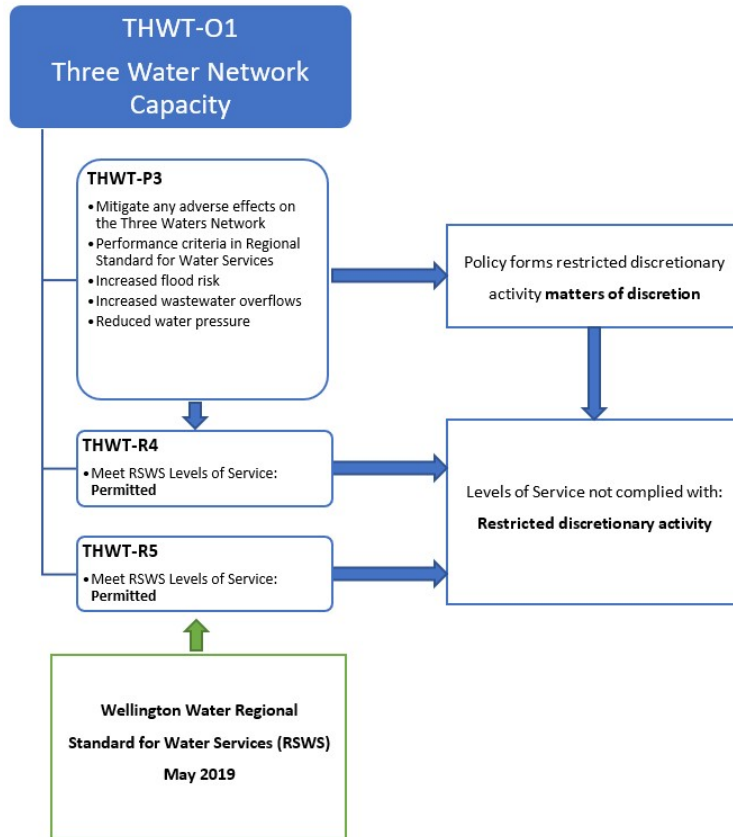 THWT-O1
Three Water Network
Capacity
THWT-P3
•Mitigate any adverse effects on
the Three Waters Network
•Performance criteria in Regional
Standard for Water Services
•Increased flood risk
•Increased wastewater overflows
•Reduced water pressure
Policy forms restricted discretionary
activity matters of discretion
THWT-R4
•Meet RSWS Levels of Service:
Permitted
Levels of Service not complied with:
Restricted discretionary activity
THWT-R5
•Meet RSWS Levels of Service:
Permitted
Wellington Water Regional
Standard for Water Services (RSWS)
May 2019